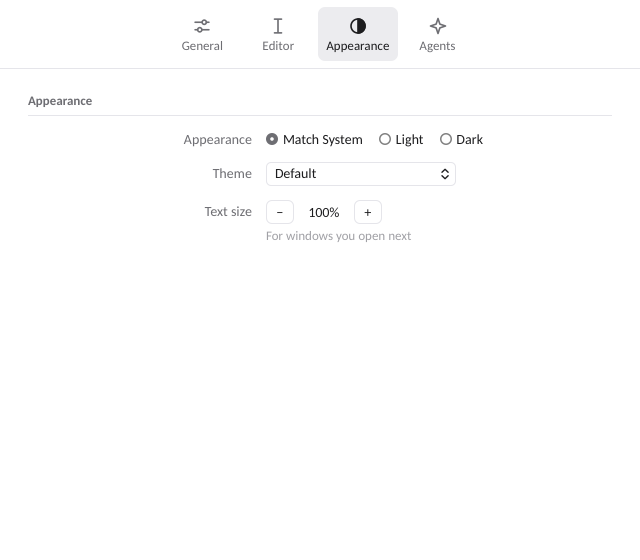 General
Editor
Appearance
Agents
Appearance
Appearance
Match System
Light
Dark
Theme
Default
Text size
−
100%
+
For windows you open next